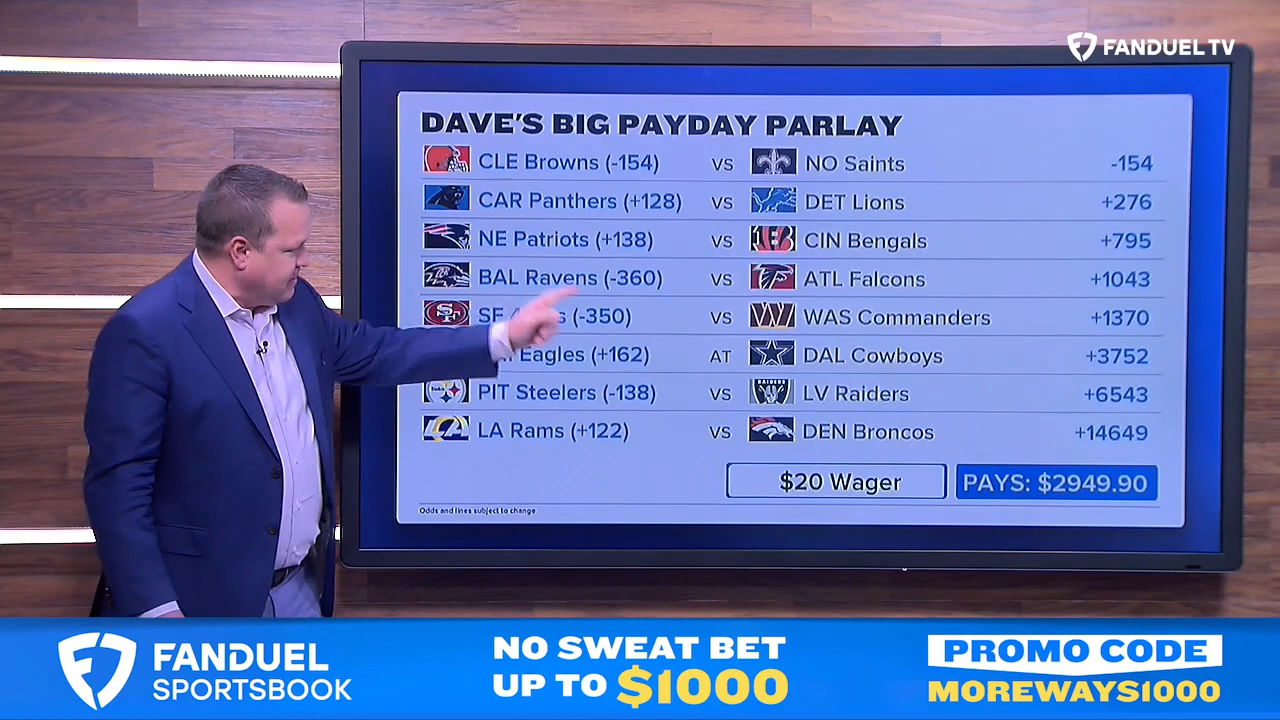 FANDUEL TV
DAVE'S BIG PAYDAY PARLAY
CLE Browns (-154) VS NO Saints -154
CAR Panthers (+128) VS DET Lions +276
NE Patriots (+138) VS CIN Bengals +795
BAL Ravens (-360) VS ATL Falcons +1043
SF (-350) VS WAS Commanders +1370
Eagles (+162) AT DAL Cowboys +3752
PIT Steelers (-138) VS LV Raiders +6543
LA Rams (+122) VS DEN Broncos +14649
$20 Wager PAYS: $2949.90
Odds and lines subject to change
FANDUEL
SPORTSBOOK
NO SWEAT BET
UP TO $1000
PROMO CODE
MOREWAYS1000